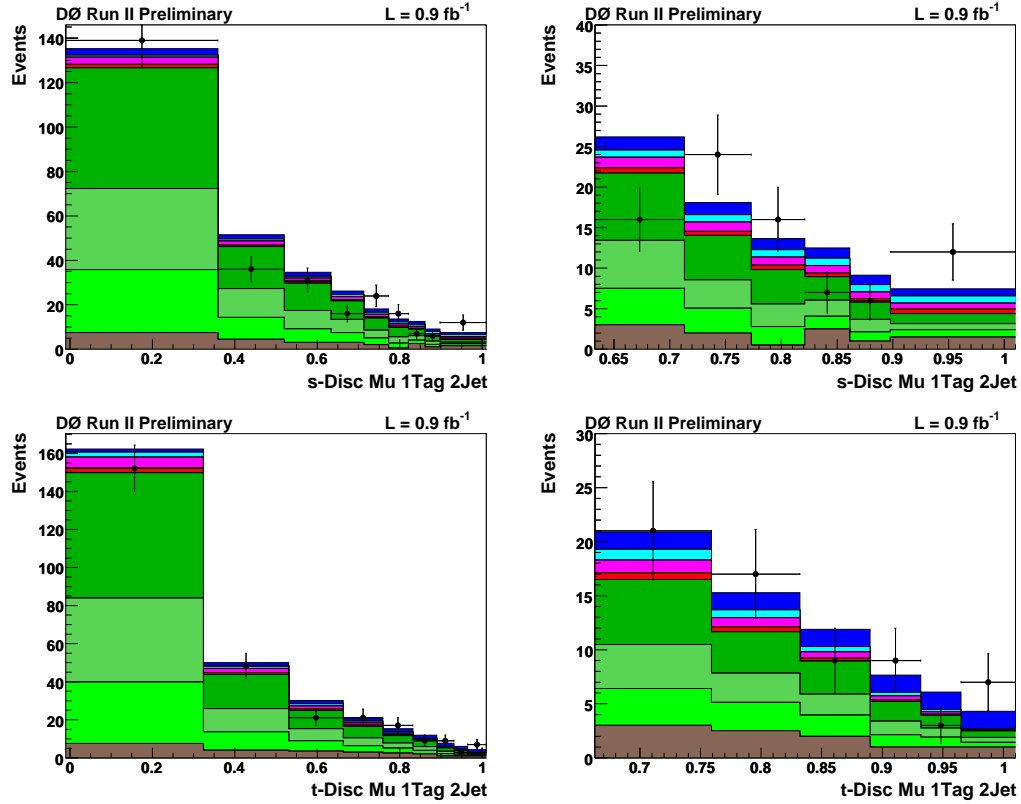 DØ Run II Preliminary L = 0.9 fb-1
Events
140
120
100
80
60
40
20
0
0 0.2 0.4 0.6 0.8 1
s-Disc Mu 1Tag 2Jet
DØ Run II Preliminary L = 0.9 fb-1
Events
40
35
30
25
20
15
10
5
0
0.65 0.7 0.75 0.8 0.85 0.9 0.95 1
s-Disc Mu 1Tag 2Jet
DØ Run II Preliminary L = 0.9 fb-1
Events
160
140
120
100
80
60
40
20
0
0 0.2 0.4 0.6 0.8 1
t-Disc Mu 1Tag 2Jet
DØ Run II Preliminary L = 0.9 fb-1
Events
30
25
20
15
10
5
0
0.7 0.75 0.8 0.85 0.9 0.95 1
t-Disc Mu 1Tag 2Jet